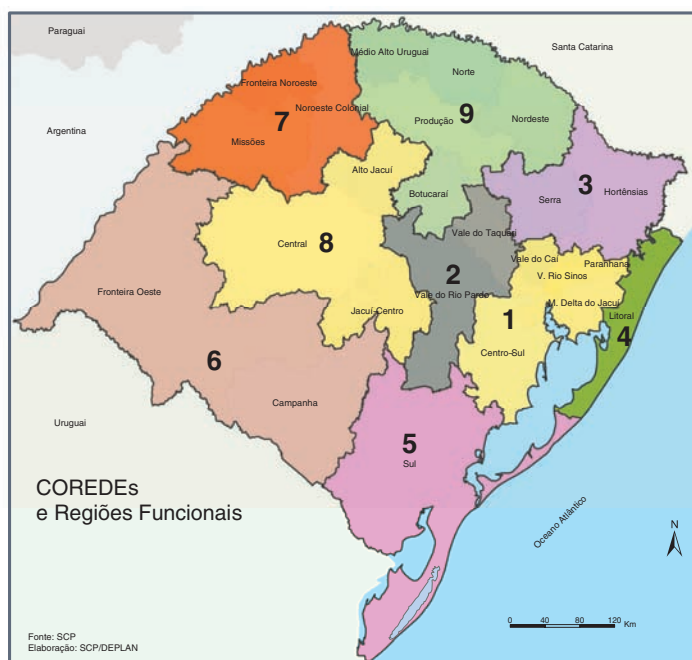 Paraguai
Santa Catarina
Médio Alto Uruguai
Norte
Fronteira Noroeste
Noroeste Colonial
9
Produção
Nordeste
7
Argentina
Missões
Alto Jacuí
3
Hortênsias
Botucaraí
Serra
Vale do Taquari
Central
8
2
Vale do Caí
Paranhana
V. Rio Sinos
Fronteira Oeste
Vale do Rio Pardo
M. Delta do Jacuí
Jacuí-Centro
1
Litoral
4
6
Centro-Sul
Campanha
Uruguai
5
Sul
COREDEs
e Regiões Funcionais
Oceano Atlântico
N
0 40 80 120
Km
Fonte: SCP
Elaboração: SCP/DEPLAN